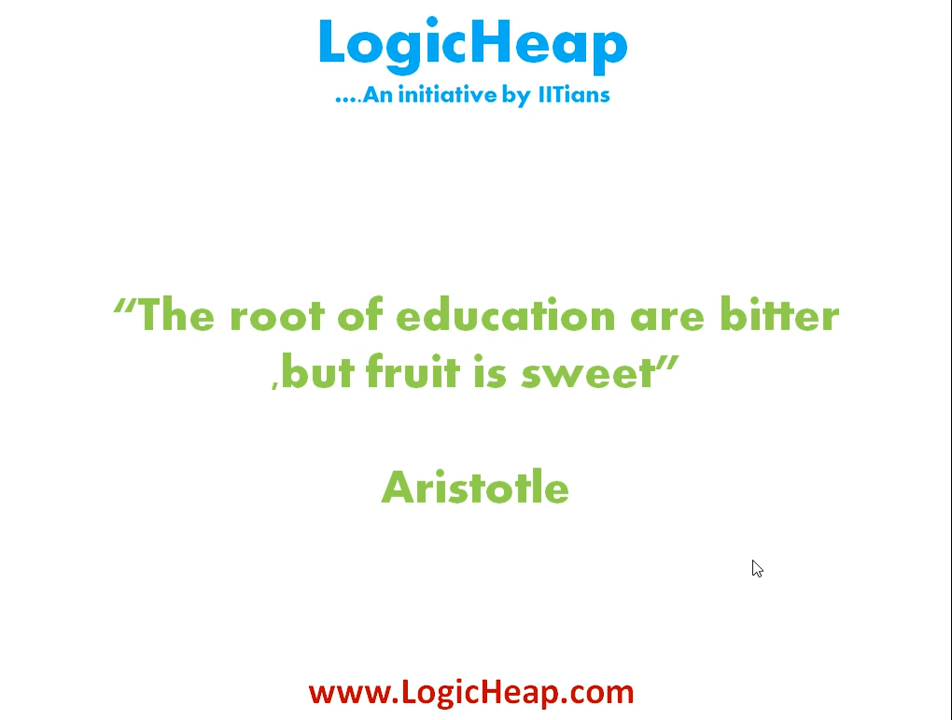 LogicHeap
....An initiative by IITians
“The root of education are bitter
,but fruit is sweet”
Aristotle
www.LogicHeap.com